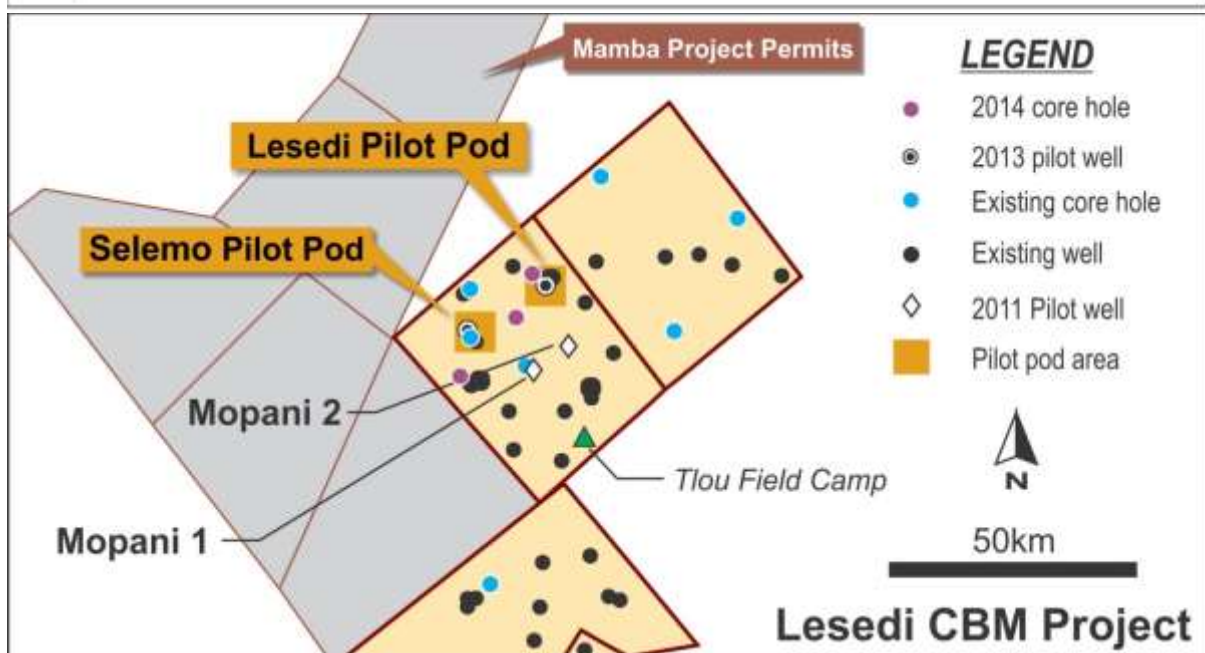 Mamba Project Permits
Lesedi Pilot Pod
Selemo Pilot Pod
Mopani 2
Mopani 1
Tlou Field Camp
LEGEND
2014 core hole
2013 pilot well
Existing core hole
Existing well
2011 Pilot well
Pilot pod area
N
50km
Lesedi CBM Project